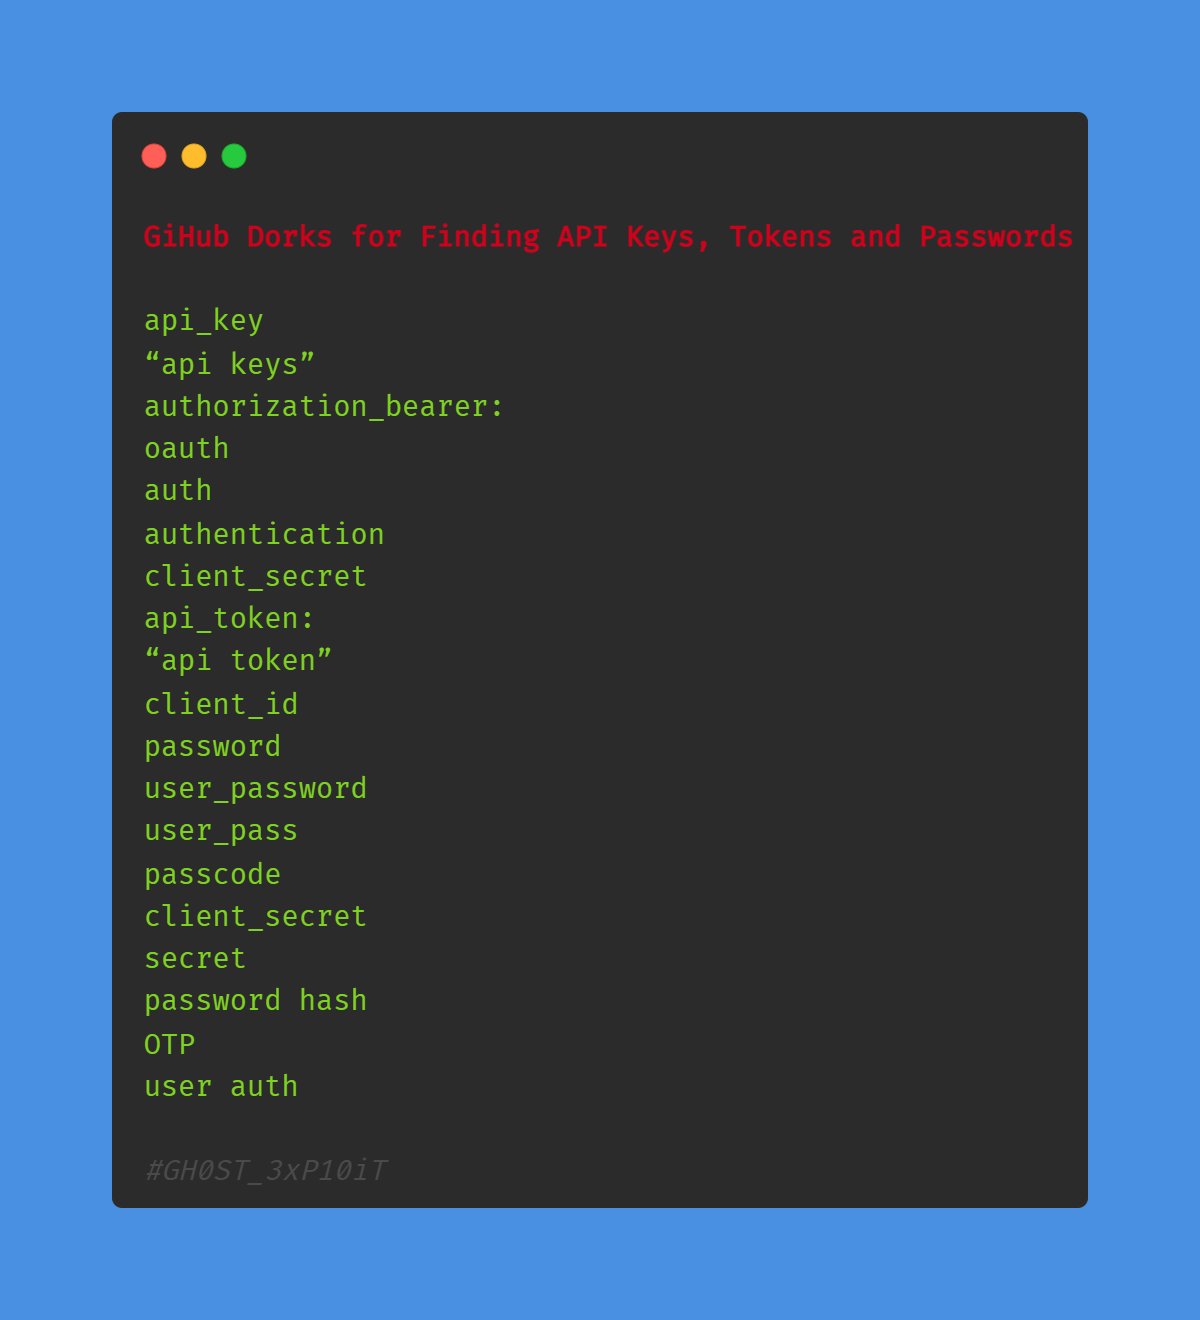 GiHub Dorks for Finding API Keys, Tokens and Passwords
api_key
“api keys”
authorization_bearer:
oauth
auth
authentication
client_secret
api_token:
“api token”
client_id
password
user_password
user_pass
passcode
client_secret
secret
password hash
OTP
user auth
#GH0ST_3xP10iT